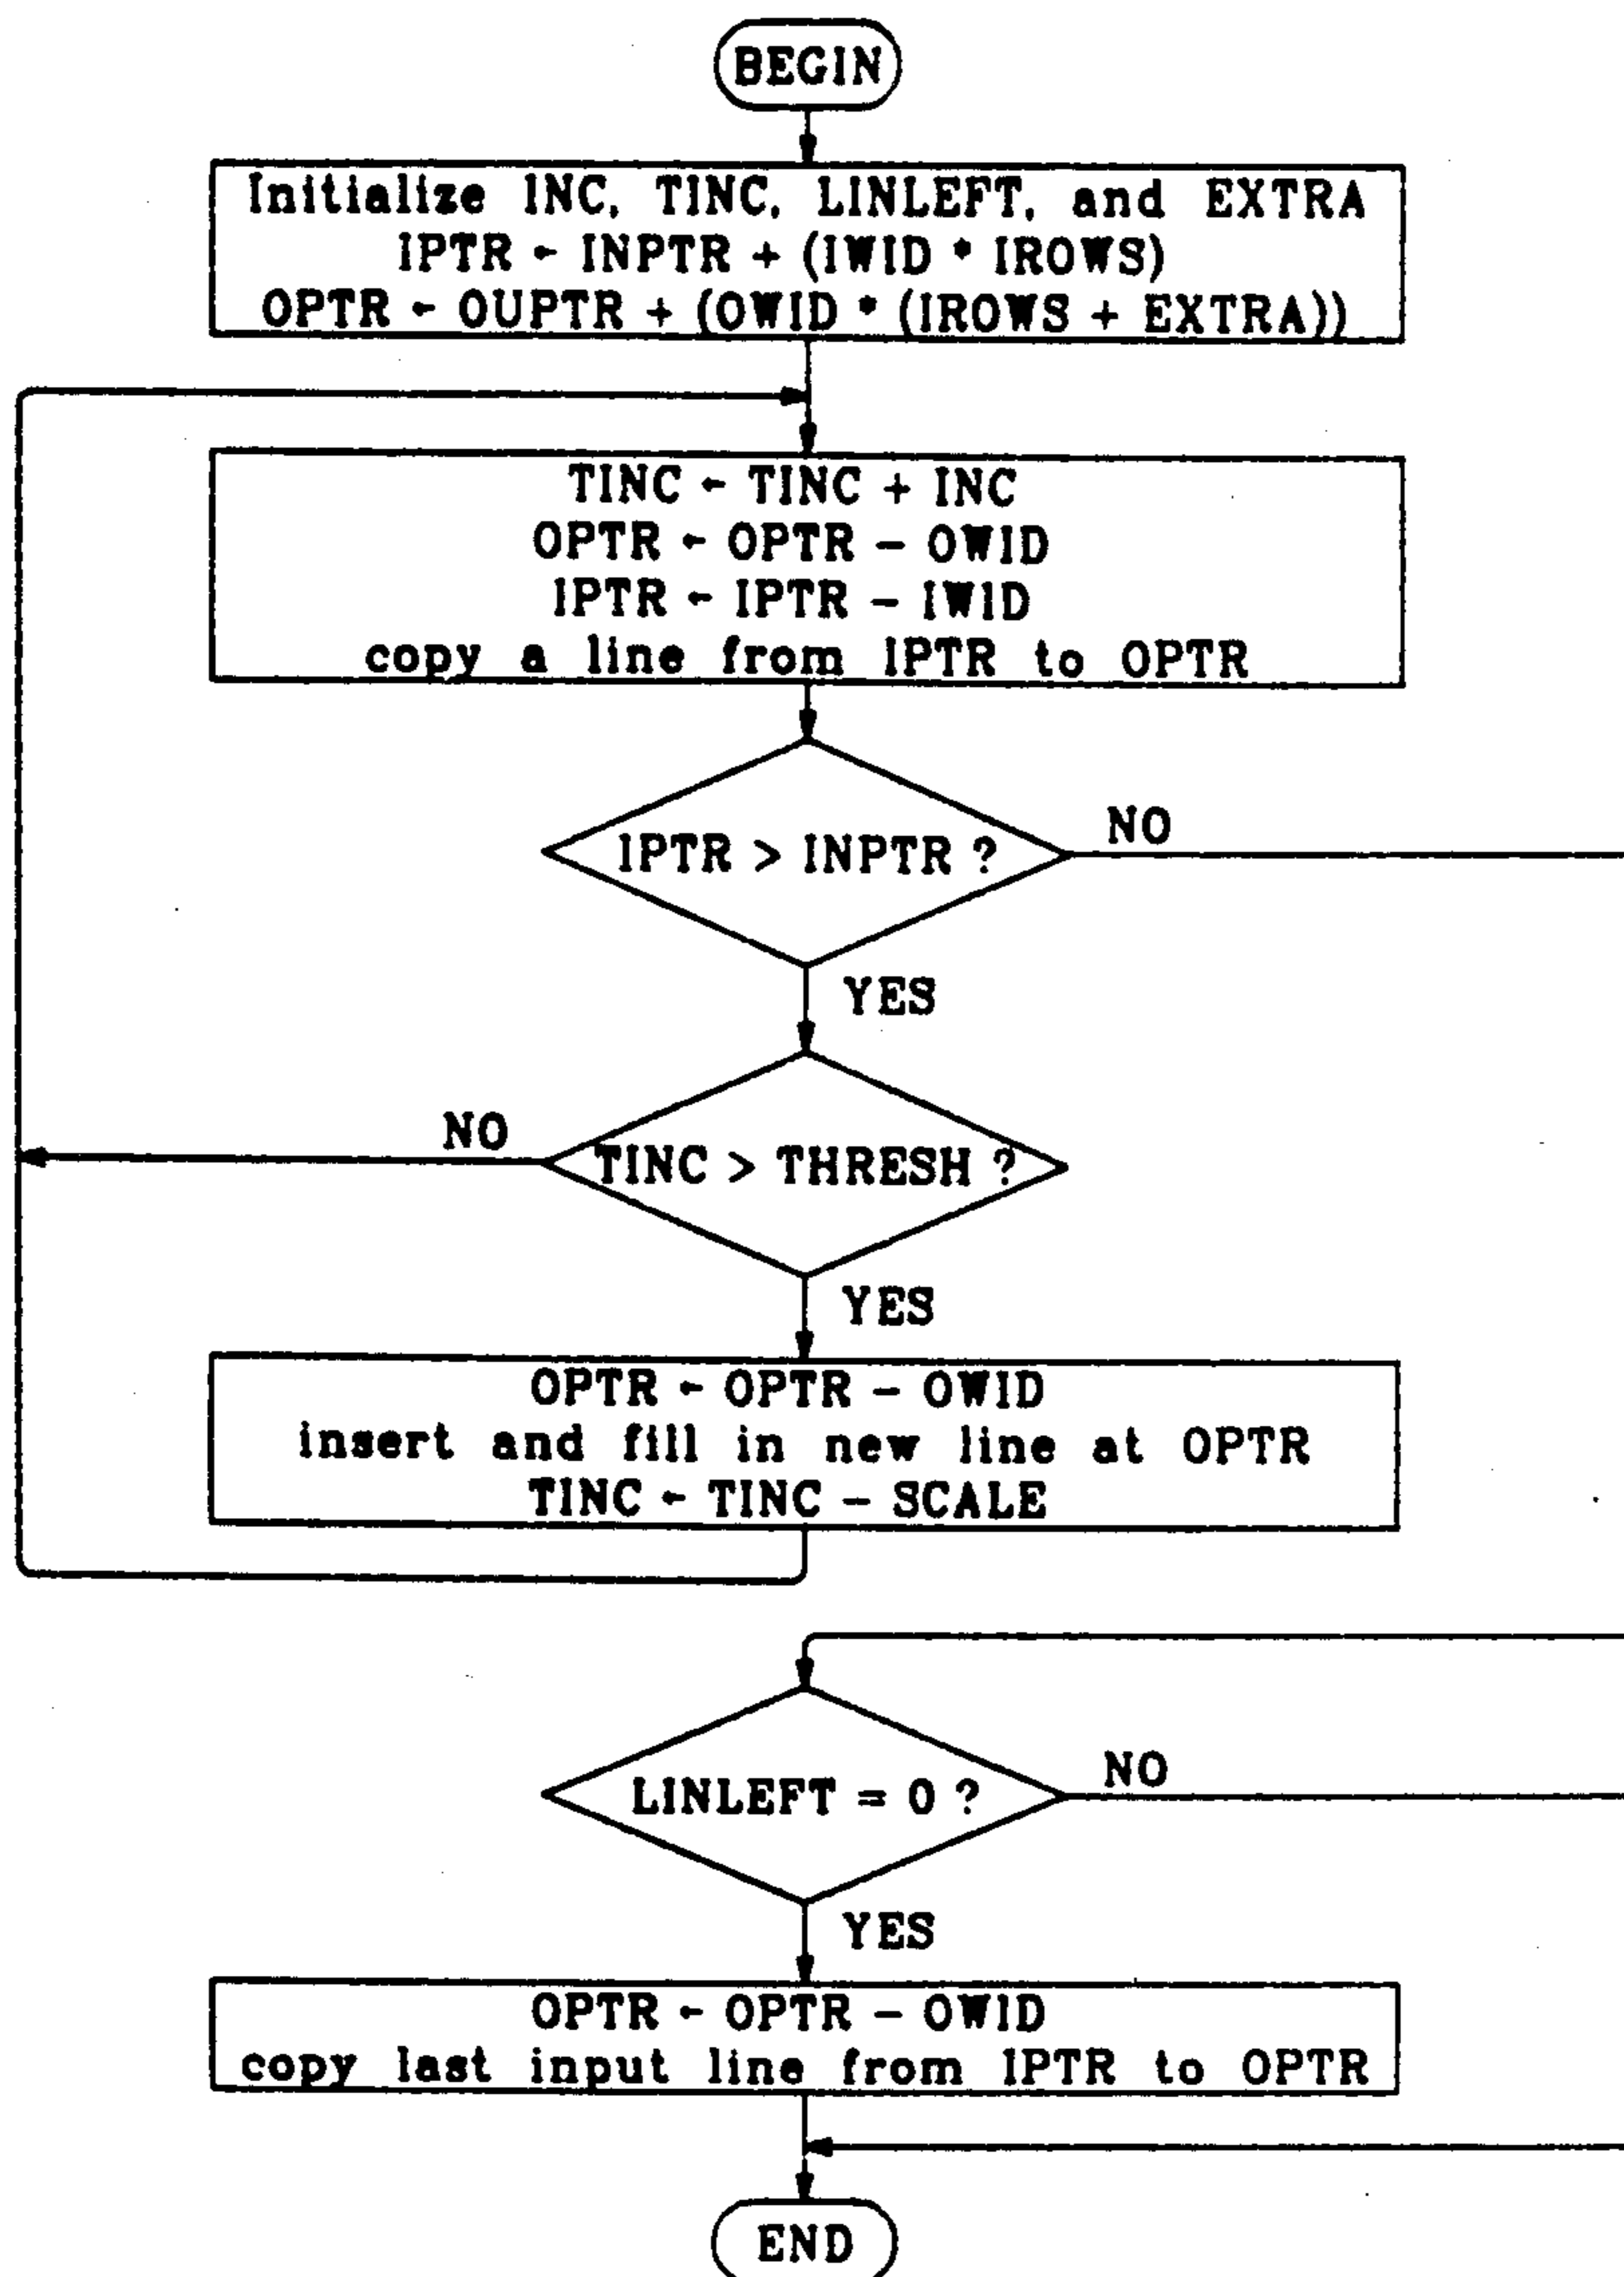 BEGIN
Initialize INC, TINC, LINLEFT, and EXTRA
IPTR ← INPTR + (IWID * IROWS)
OPTR ← OUPTR + (OWID * (IROWS + EXTRA))
TINC ← TINC + INC
OPTR ← OPTR - OWID
IPTR ← IPTR - IWID
copy a line from IPTR to OPTR
IPTR > INPTR ?
NO
YES
TINC > THRESH ?
NO
YES
OPTR ← OPTR - OWID
insert and fill in new line at OPTR
TINC ← TINC - SCALE
LINLEFT = 0 ?
NO
YES
OPTR ← OPTR - OWID
copy last input line from IPTR to OPTR
END